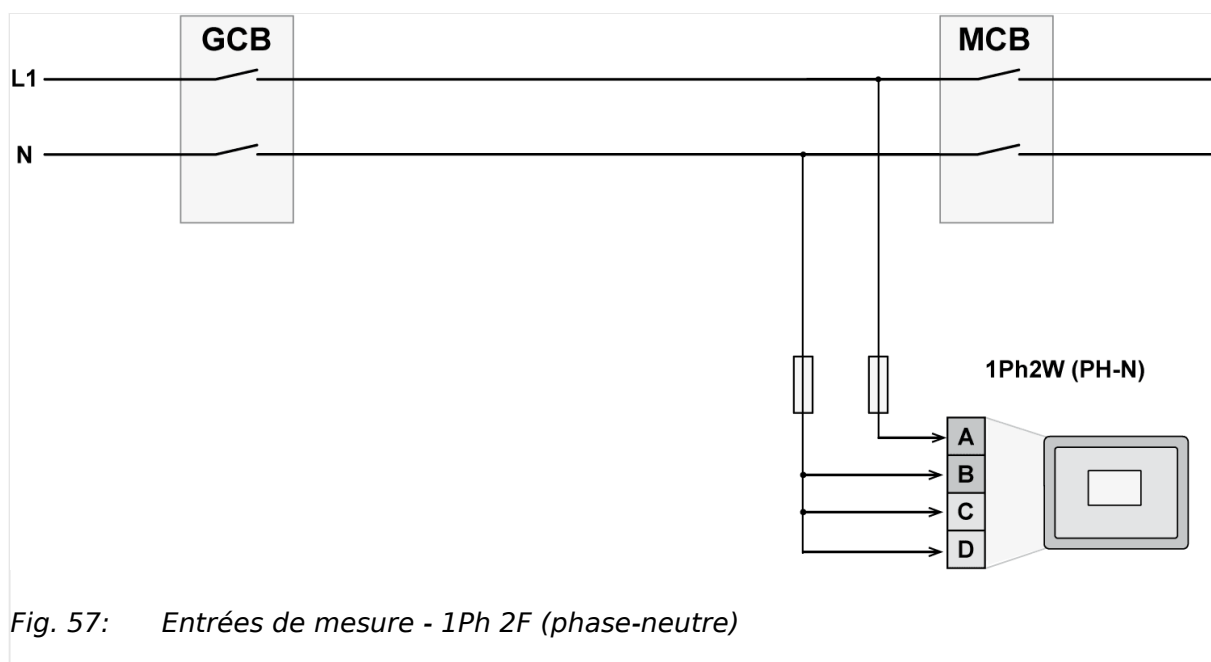 GCB
MCB
L1
N
1Ph2W (PH-N)
A
B
C
D
Fig. 57: Entrées de mesure - 1Ph 2F (phase-neutre)